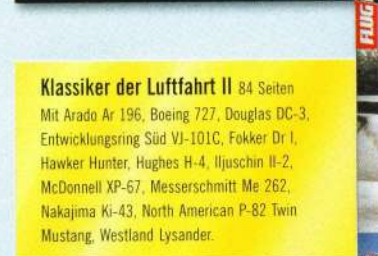 FLUG
Klassiker der Luftfahrt II 84 Seiten
Mit Arado Ar 196, Boeing 727, Douglas DC-3,
Entwicklungsring Süd VJ-101C, Fokker Dr I,
Hawker Hunter, Hughes H-4, Iljuschin Il-2,
McDonnell XP-67, Messerschmitt Me 262,
Nakajima Ki-43, North American P-82 Twin
Mustang, Westland Lysander.